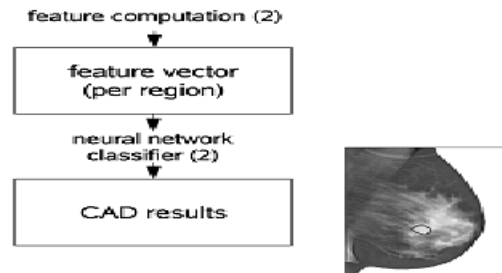 feature computation (2)
feature vector
(per region)
neural network
classifier (2)
CAD results